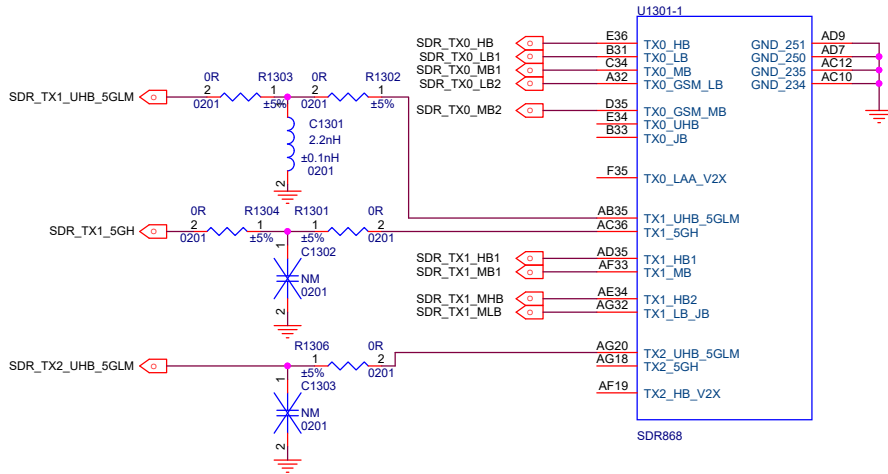 U1301-1
SDR_TX0_HB E36 TX0_HB GND_251 AD9
SDR_TX0_LB1 B31 TX0_LB GND_250 AD7
SDR_TX0_MB1 C34 TX0_MB GND_235 AC12
SDR_TX0_LB2 A32 TX0_GSM_LB GND_234 AC10
0R R1303 0R R1302
SDR_TX1_UHB_5GLM 2 1 2 1
0201 ±5% 0201 ±5%
SDR_TX0_MB2 D35 TX0_GSM_MB
E34 TX0_UHB
B33 TX0_JB
C1301
2.2nH
±0.1nH
0201
2
F35 TX0_LAA_V2X
AB35 TX1_UHB_5GLM
0R R1304 R1301 0R
SDR_TX1_5GH 2 1 1 2 AC36 TX1_5GH
0201 ±5% ±5% 0201
1 C1302
NM
0201
2
SDR_TX1_HB1 AD35 TX1_HB1
SDR_TX1_MB1 AF33 TX1_MB
SDR_TX1_MHB AE34 TX1_HB2
SDR_TX1_MLB AG32 TX1_LB_JB
R1306 0R
SDR_TX2_UHB_5GLM 1 2 AG20 TX2_UHB_5GLM
±5% 0201 AG18 TX2_5GH
1 C1303
NM
0201
2
AF19 TX2_HB_V2X
SDR868